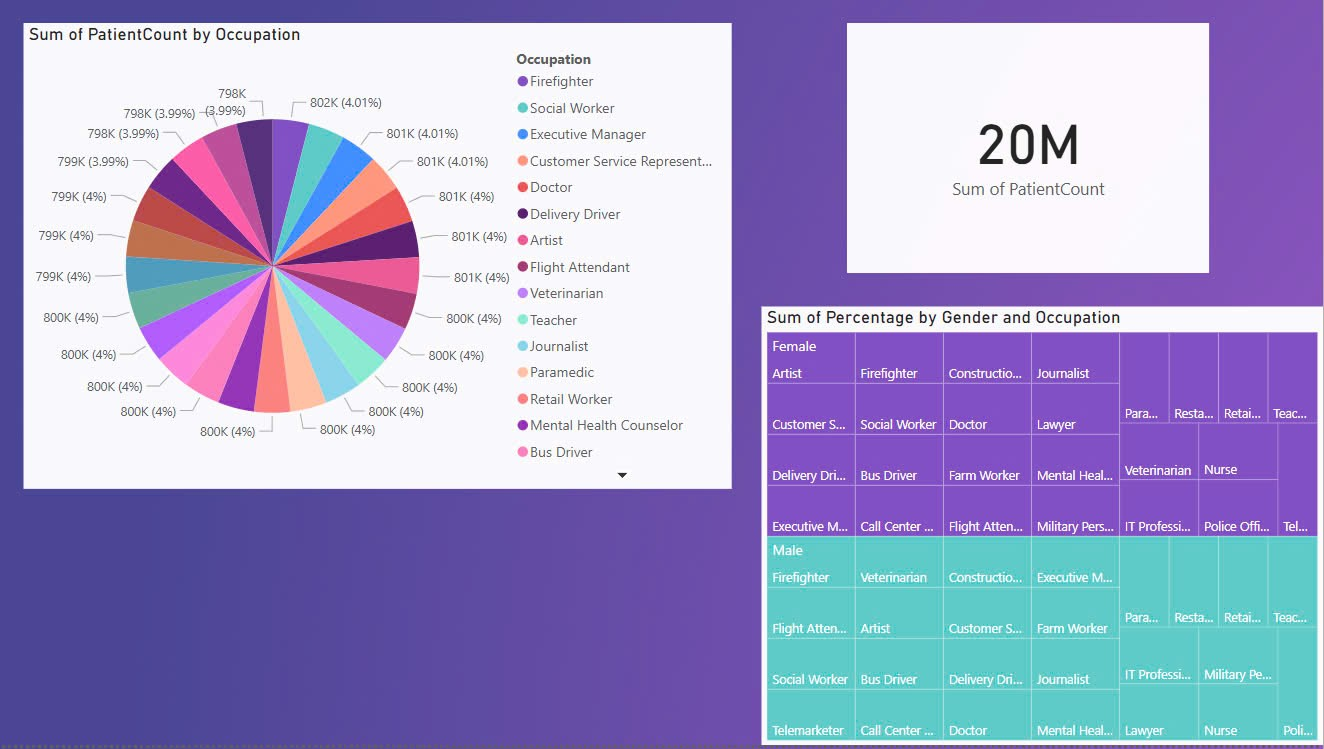 Sum of PatientCount by Occupation
798K
(3.99%)
802K (4.01%)
798K (3.99%)
801K (4.01%)
798K (3.99%)
801K (4.01%)
799K (3.99%)
801K (4%)
799K (4%)
801K (4%)
799K (4%)
801K (4%)
799K (4%)
800K (4%)
800K (4%)
800K (4%)
800K (4%)
800K (4%)
800K (4%)
800K (4%)
800K (4%)
800K (4%)
800K (4%)
Occupation
Firefighter
Social Worker
Executive Manager
Customer Service Represent...
Doctor
Delivery Driver
Artist
Flight Attendant
Veterinarian
Teacher
Journalist
Paramedic
Retail Worker
Mental Health Counselor
Bus Driver
20M
Sum of PatientCount
Sum of Percentage by Gender and Occupation
Female
Artist Firefighter Constructio... Journalist
Para... Resta... Retai... Teac...
Customer S... Social Worker Doctor Lawyer
Veterinarian Nurse
Delivery Dri... Bus Driver Farm Worker Mental Heal...
Executive M... Call Center ... Flight Atten... Military Pers... IT Professi... Police Offi... Tel...
Male
Firefighter Veterinarian Constructio... Executive M...
Para... Resta... Retai... Teac...
Flight Atten... Artist Customer S... Farm Worker
IT Professi... Military Pe...
Social Worker Bus Driver Delivery Dri... Journalist
Telemarketer Call Center ... Doctor Mental Heal... Lawyer Nurse Poli...